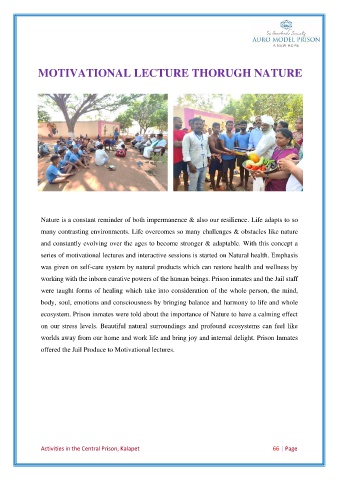 Sri Aurobindo Society
AURO MODEL PRISON
A NEW HOPE
MOTIVATIONAL LECTURE THORUGH NATURE
Nature is a constant reminder of both impermanence & also our resilience. Life adapts to so
many contrasting environments. Life overcomes so many challenges & obstacles like nature
and constantly evolving over the ages to become stronger & adaptable. With this concept a
series of motivational lectures and interactive sessions is started on Natural health. Emphasis
was given on self-care system by natural products which can restore health and wellness by
working with the inborn curative powers of the human beings. Prison inmates and the Jail staff
were taught forms of healing which take into consideration of the whole person, the mind,
body, soul, emotions and consciousness by bringing balance and harmony to life and whole
ecosystem. Prison inmates were told about the importance of Nature to have a calming effect
on our stress levels. Beautiful natural surroundings and profound ecosystems can feel like
worlds away from our home and work life and bring joy and internal delight. Prison Inmates
offered the Jail Produce to Motivational lectures.
Activities in the Central Prison, Kalapet 66 | Page